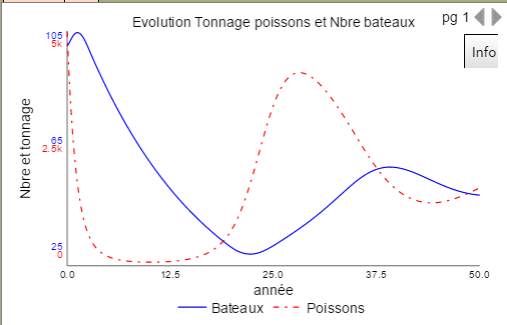 Evolution Tonnage poissons et Nbre bateaux
pg 1
Info
Nbre et tonnage
105
5k
65
2.5k
25
0
0.0 12.5 25.0 37.5 50.0
année
Bateaux Poissons